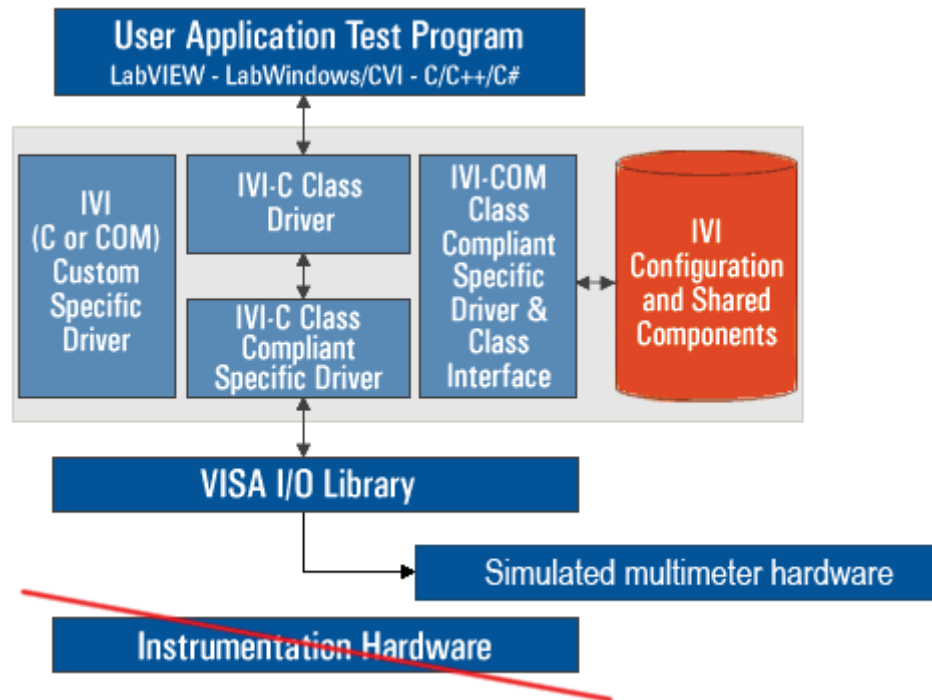 User Application Test Program
LabVIEW - LabWindows/CVI - C/C++/C#
IVI
(C or COM)
Custom
Specific
Driver
IVI-C Class
Driver
IVI-C Class
Compliant
Specific Driver
IVI-COM
Class
Compliant
Specific
Driver &
Class
Interface
IVI
Configuration
and Shared
Components
VISA I/O Library
Simulated multimeter hardware
Instrumentation Hardware